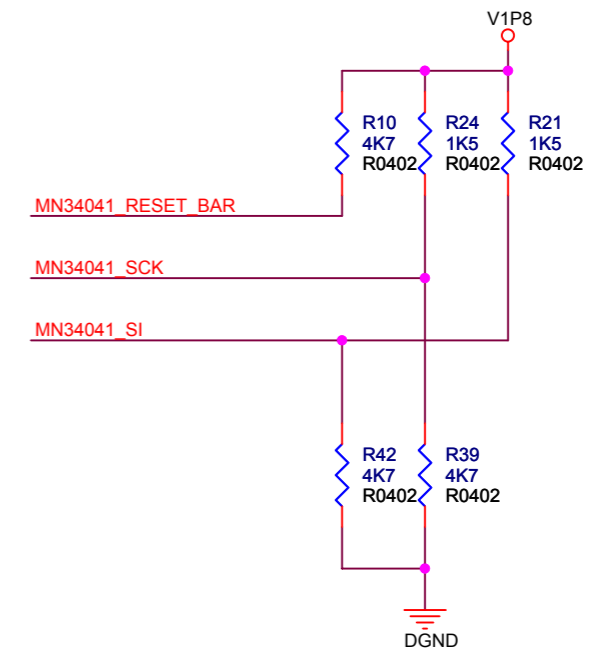 V1P8
R10
4K7
R0402
R24
1K5
R0402
R21
1K5
R0402
MN34041_RESET_BAR
MN34041_SCK
MN34041_SI
R42
4K7
R0402
R39
4K7
R0402
DGND